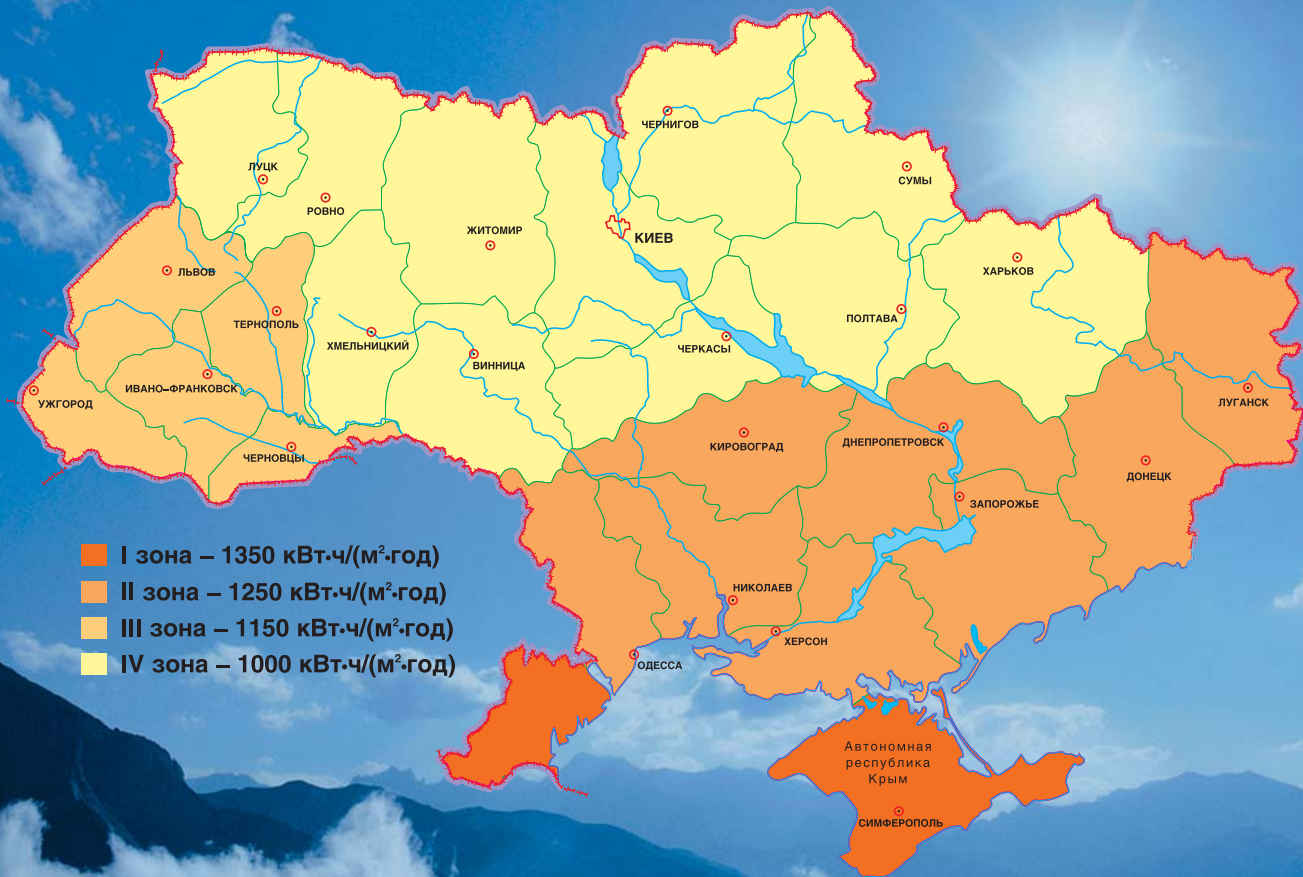 ЧЕРНИГОВ
СУМЫ
ЛУЦК
РОВНО
ЖИТОМИР
КИЕВ
ХАРЬКОВ
ЛЬВОВ
ТЕРНОПОЛЬ
ПОЛТАВА
ХМЕЛЬНИЦКИЙ
ЧЕРКАСЫ
ВИННИЦА
ИВАНО–ФРАНКОВСК
УЖГОРОД
ЛУГАНСК
КИРОВОГРАД
ДНЕПРОПЕТРОВСК
ЧЕРНОВЦЫ
ДОНЕЦК
ЗАПОРОЖЬЕ
I зона – 1350 кВт·ч/(м²·год)
II зона – 1250 кВт·ч/(м²·год)
III зона – 1150 кВт·ч/(м²·год)
IV зона – 1000 кВт·ч/(м²·год)
НИКОЛАЕВ
ХЕРСОН
ОДЕССА
Автономная
республика
Крым
СИМФЕРОПОЛЬ